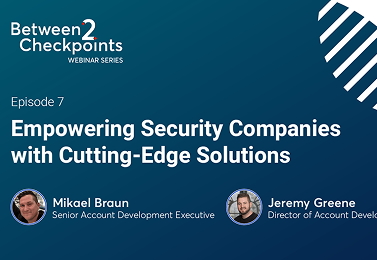 Between 2
Checkpoints
WEBINAR SERIES
Episode 7
Empowering Security Companies
with Cutting-Edge Solutions
Mikael Braun
Senior Account Development Executive
Jeremy Greene
Director of Account Develo